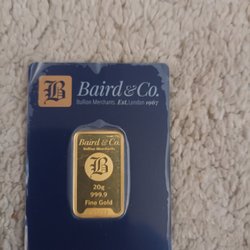 B
Baird & Co.
Bullion Merchants. Est. London 1967
Baird & Co.
Bullion Merchants
B
20g
999.9
Fine Gold